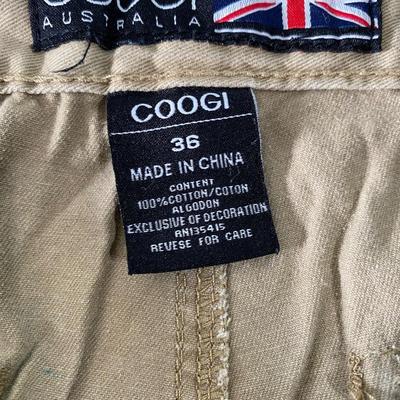 AUSTRALIA
COOGI
36
MADE IN CHINA
CONTENT
100%COTTON/COTON
ALGODON
EXCLUSIVE OF DECORATION
RN135415
REVESE FOR CARE